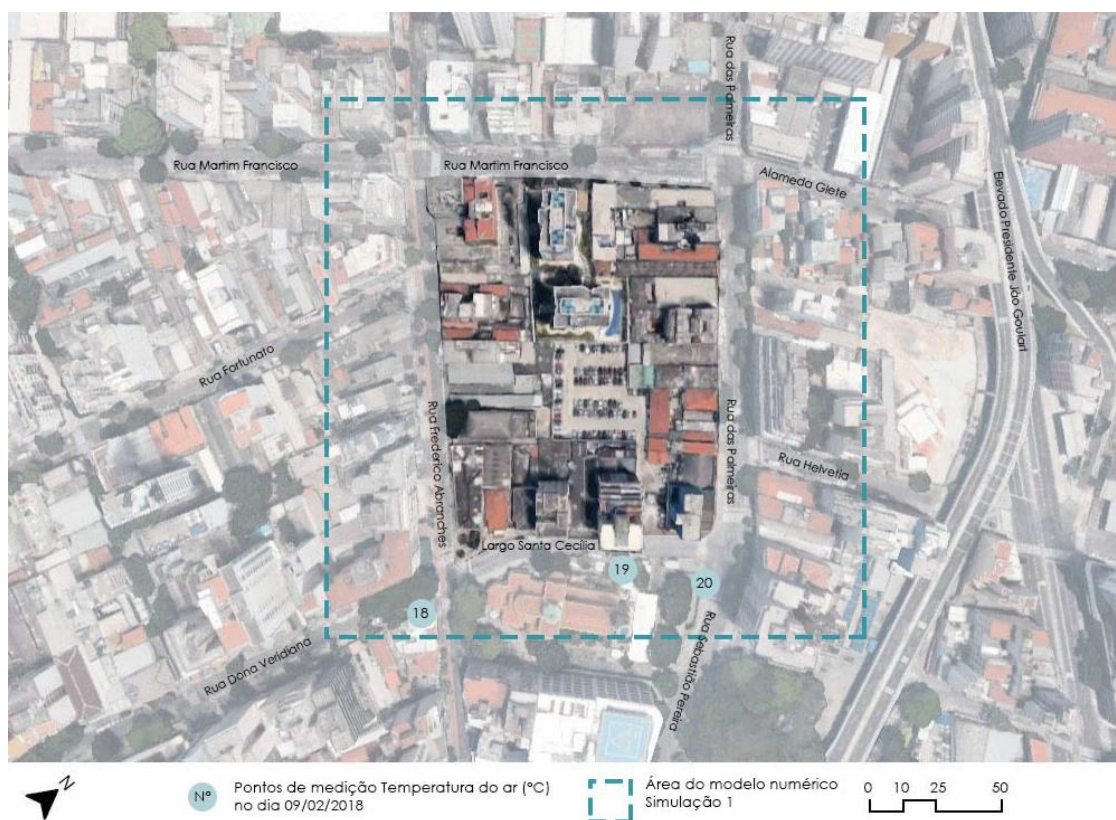 Rua das Palmeiras
Rua Martim Francisco
Rua Martim Francisco
Alameda Glete
Elevado Presidente Jão Goulart
Rua Fortunato
Rua Frederico Abranches
Rua das Palmeiras
Rua Helvetia
Largo Santa Cecília
19
20
18
Rua Dona Veridiana
Rua Sebastião Pereira
N
Nº
Pontos de medição Temperatura do ar (°C)
no dia 09/02/2018
Área do modelo numérico
Simulação 1
0 10 25 50